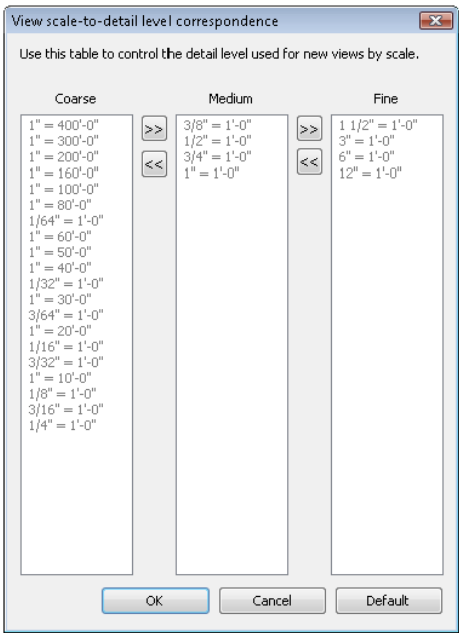 View scale-to-detail level correspondence
Use this table to control the detail level used for new views by scale.
Coarse
1" = 400'-0"
1" = 300'-0"
1" = 200'-0"
1" = 160'-0"
1" = 100'-0"
1" = 80'-0"
1/64" = 1'-0"
1" = 60'-0"
1" = 50'-0"
1" = 40'-0"
1/32" = 1'-0"
1" = 30'-0"
3/64" = 1'-0"
1" = 20'-0"
1/16" = 1'-0"
3/32" = 1'-0"
1" = 10'-0"
1/8" = 1'-0"
3/16" = 1'-0"
1/4" = 1'-0"
>>
<<
Medium
3/8" = 1'-0"
1/2" = 1'-0"
3/4" = 1'-0"
1" = 1'-0"
>>
<<
Fine
1 1/2" = 1'-0"
3" = 1'-0"
6" = 1'-0"
12" = 1'-0"
OK
Cancel
Default